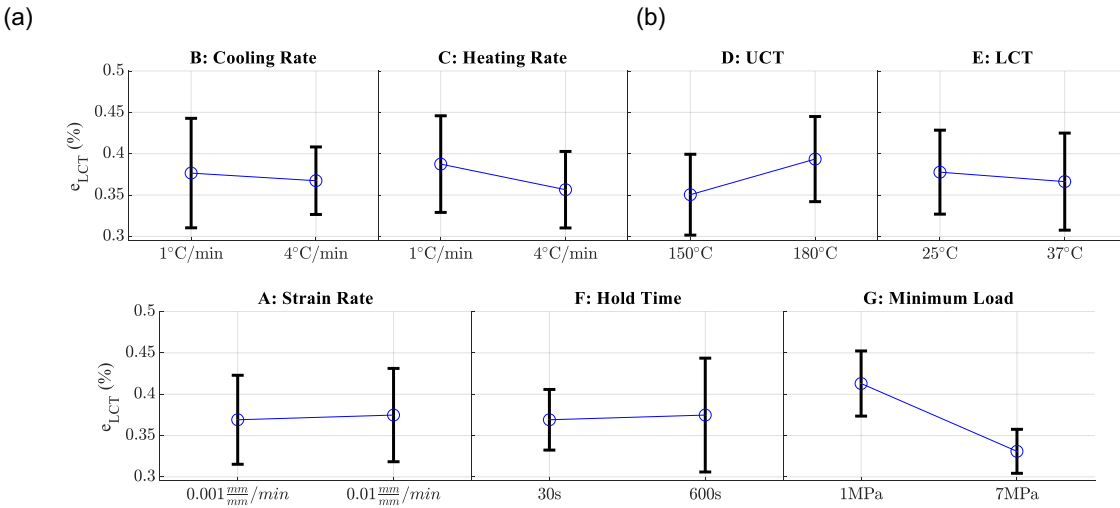 (a)
(b)
B: Cooling Rate
C: Heating Rate
D: UCT
E: LCT
e_LCT (%)
0.5
0.45
0.4
0.35
0.3
1°C/min
4°C/min
1°C/min
4°C/min
150°C
180°C
25°C
37°C
A: Strain Rate
F: Hold Time
G: Minimum Load
e_LCT (%)
0.5
0.45
0.4
0.35
0.3
0.001 mm/mm/min
0.01 mm/mm/min
30s
600s
1MPa
7MPa